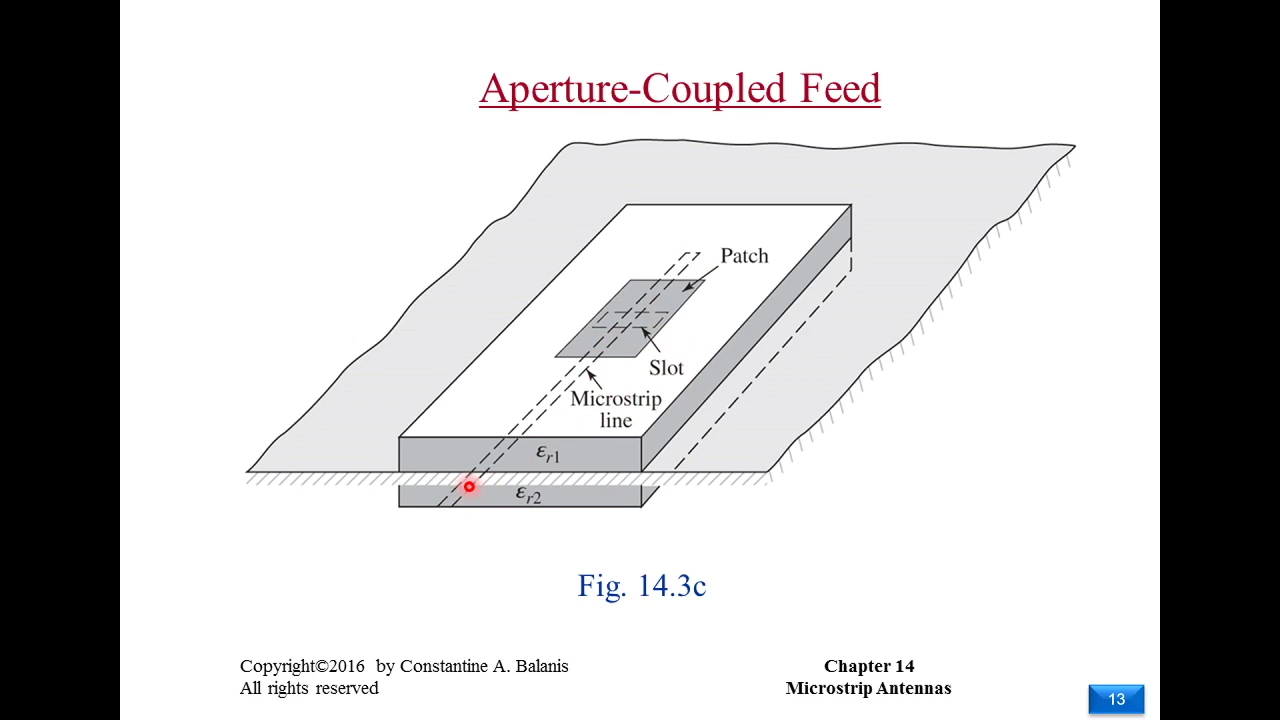 Aperture-Coupled Feed
Patch
Slot
Microstrip
line
εr1
εr2
Fig. 14.3c
Copyright©2016 by Constantine A. Balanis
All rights reserved
Chapter 14
Microstrip Antennas
13